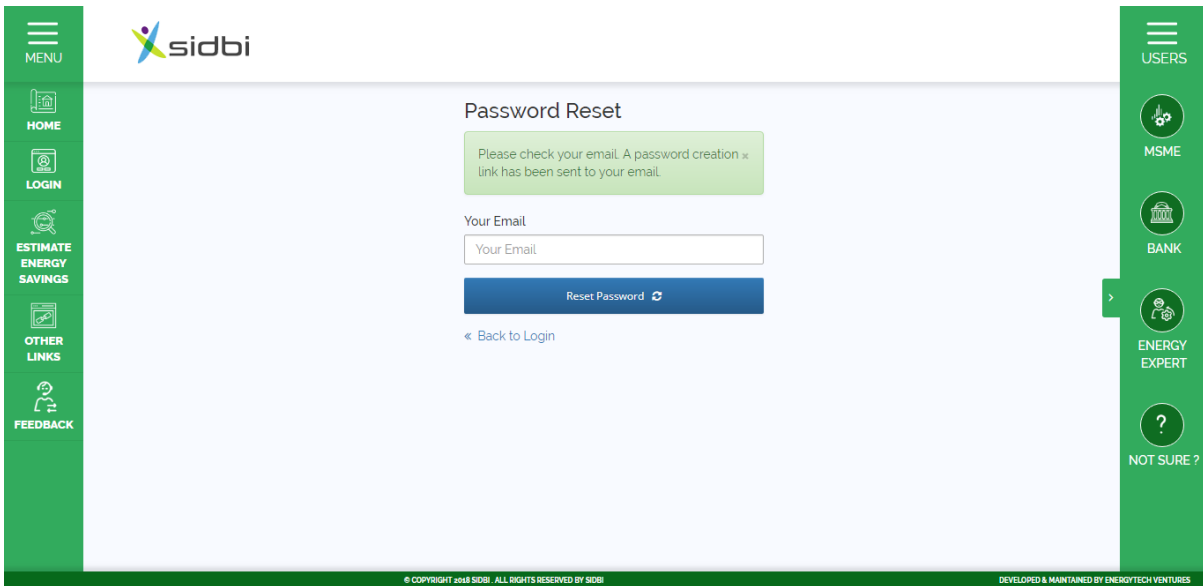 MENU
sidbi
USERS
HOME
LOGIN
ESTIMATE
ENERGY
SAVINGS
OTHER
LINKS
FEEDBACK
Password Reset
Please check your email. A password creation ×
link has been sent to your email.
Your Email
Your Email
Reset Password
« Back to Login
MSME
BANK
ENERGY
EXPERT
?
NOT SURE ?
© COPYRIGHT 2018 SIDBI . ALL RIGHTS RESERVED BY SIDBI
DEVELOPED & MAINTAINED BY ENERGYTECH VENTURES